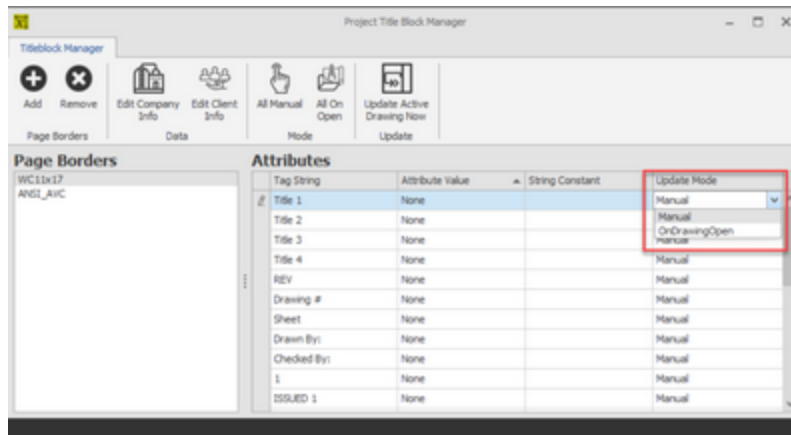 XI
Project Title Block Manager
Titleblock Manager
Add
Remove
Edit Company Info
Edit Client Info
All Manual
All On Open
Update Active Drawing Now
Page Borders
Data
Mode
Update
Page Borders
WC11x17
ANSI_AVC
Attributes
Tag String Attribute Value String Constant Update Mode
Title 1 None Manual
Manual
OnDrawingOpen
Title 2 None
Title 3 None Manual
Title 4 None Manual
REV None Manual
Drawing # None Manual
Sheet None Manual
Drawn By: None Manual
Checked By: None Manual
1 None Manual
ISSUED 1 None Manual